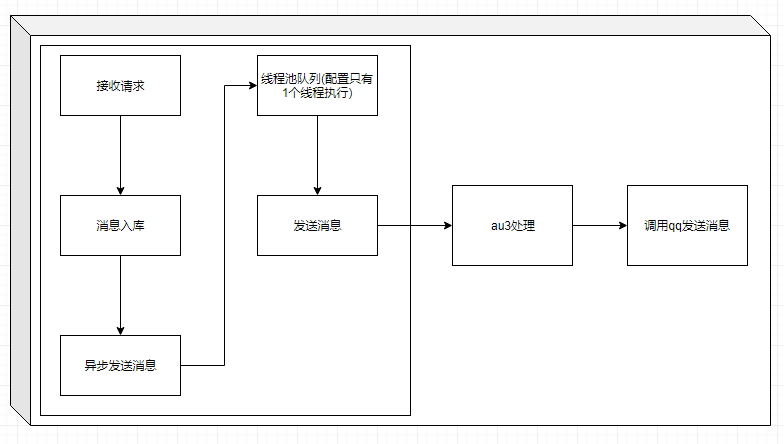 接收请求
消息入库
异步发送消息
线程池队列(配置只有
1个线程执行)
发送消息
au3处理
调用qq发送消息